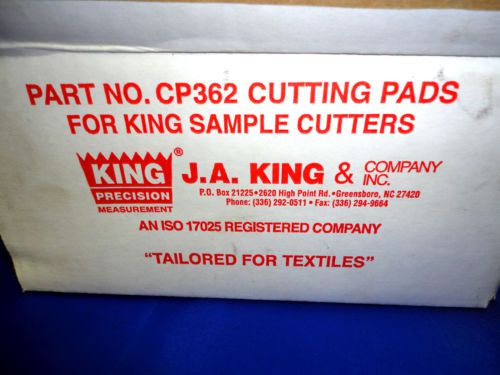 PART NO. CP362 CUTTING PADS
FOR KING SAMPLE CUTTERS
KING ®
PRECISION
MEASUREMENT
J.A. KING & COMPANY INC.
P.O. Box 21225•2620 High Point Rd.•Greensboro, NC 27420
Phone: (336) 292-0511 • Fax: (336) 294-9664
AN ISO 17025 REGISTERED COMPANY
"TAILORED FOR TEXTILES"